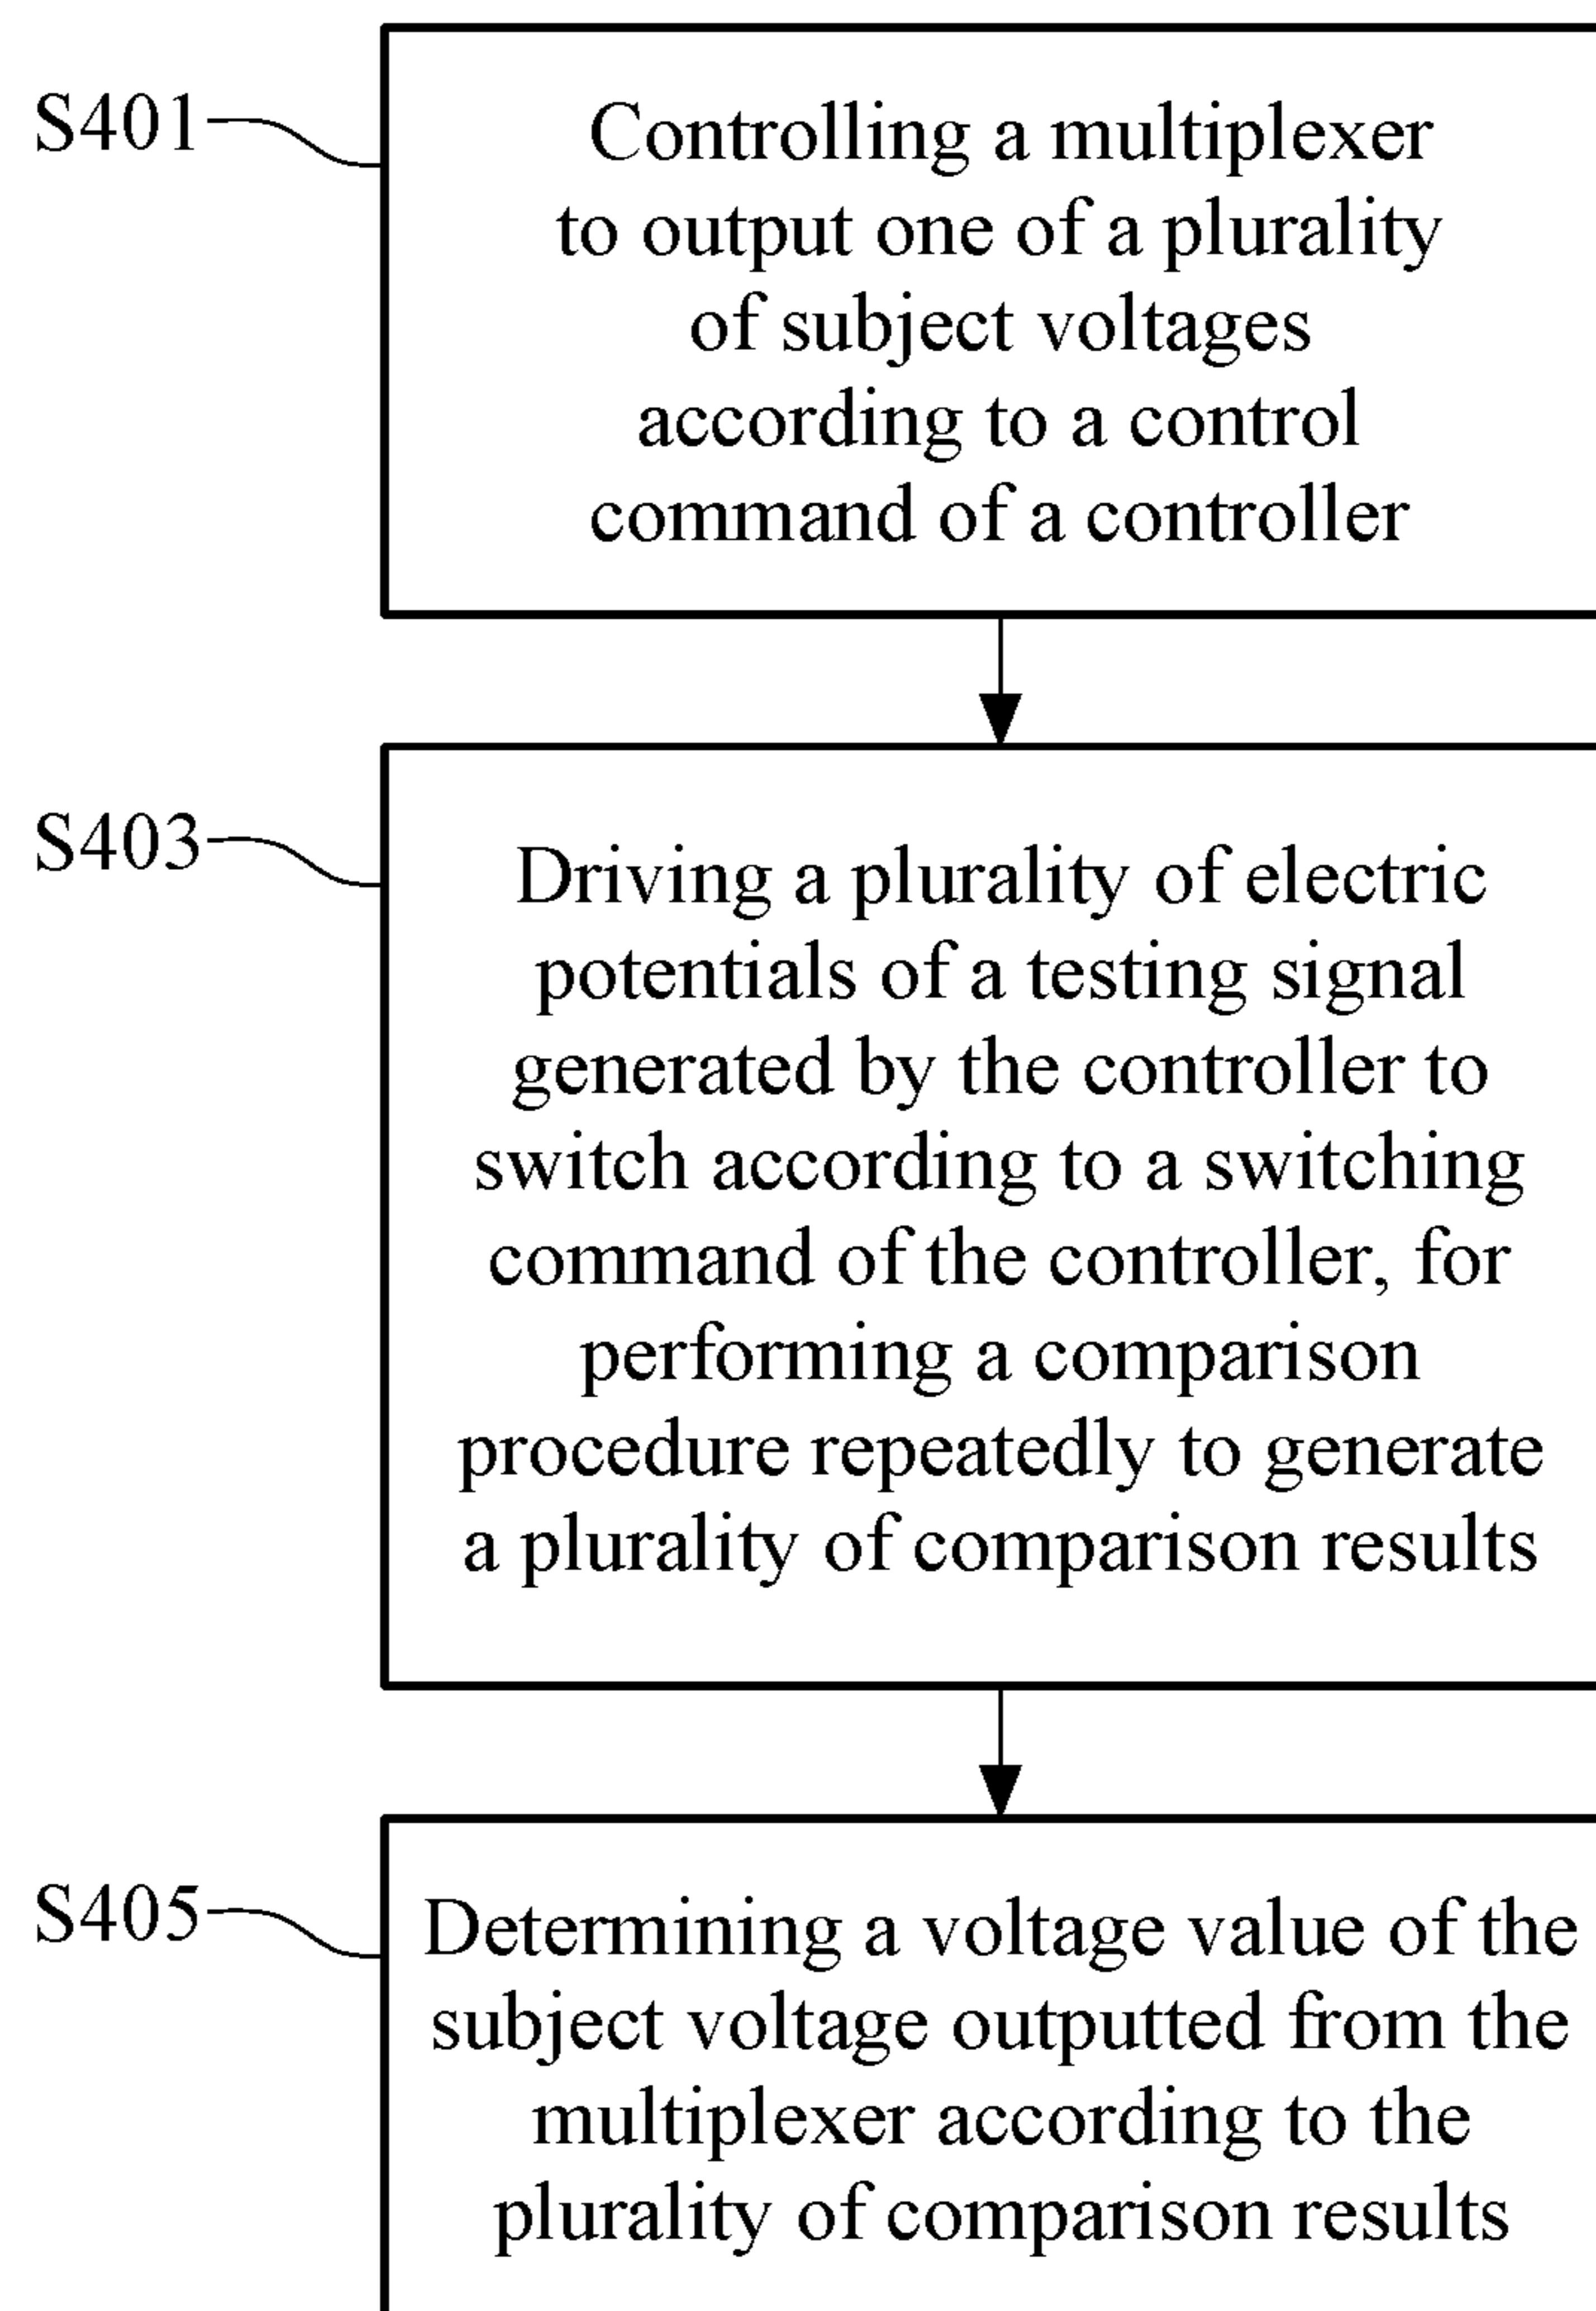 S401
Controlling a multiplexer
to output one of a plurality
of subject voltages
according to a control
command of a controller
S403
Driving a plurality of electric
potentials of a testing signal
generated by the controller to
switch according to a switching
command of the controller, for
performing a comparison
procedure repeatedly to generate
a plurality of comparison results
S405
Determining a voltage value of the
subject voltage outputted from the
multiplexer according to the
plurality of comparison results